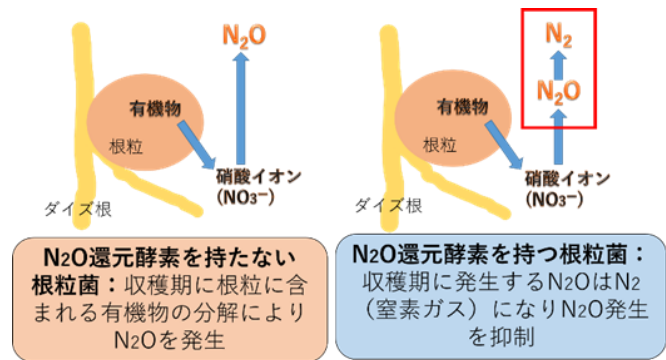 N₂O
有機物
根粒
硝酸イオン
(NO₃⁻)
ダイズ根
N₂O還元酵素を持たない
根粒菌：収穫期に根粒に含
まれる有機物の分解により
N₂Oを発生
N₂
N₂O
有機物
根粒
硝酸イオン
(NO₃⁻)
ダイズ根
N₂O還元酵素を持つ根粒菌：
収穫期に発生するN₂OはN₂
（窒素ガス）になりN₂O発生
を抑制